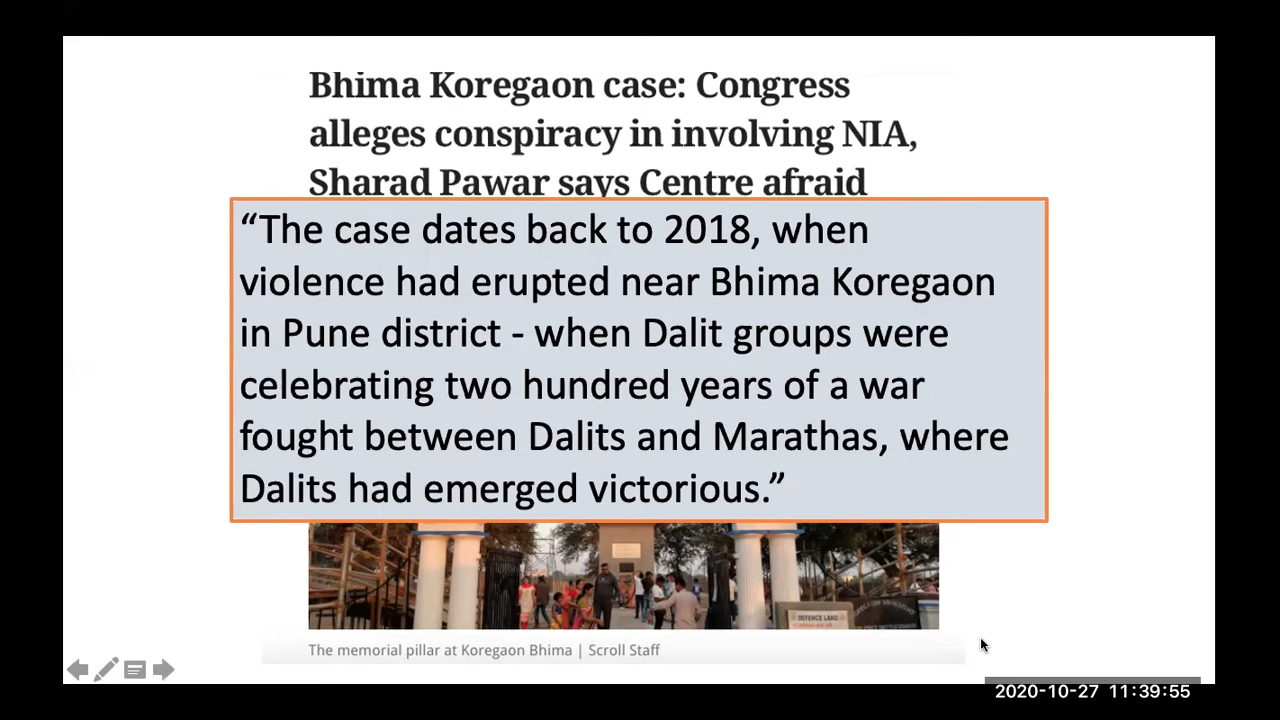 Bhima Koregaon case: Congress
alleges conspiracy in involving NIA,
Sharad Pawar says Centre afraid
“The case dates back to 2018, when
violence had erupted near Bhima Koregaon
in Pune district - when Dalit groups were
celebrating two hundred years of a war
fought between Dalits and Marathas, where
Dalits had emerged victorious.”
DEFENCE LAND
The memorial pillar at Koregaon Bhima | Scroll Staff
2020-10-27 11:39:55